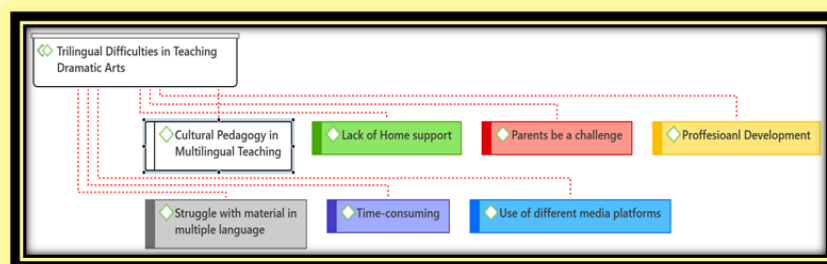 Trilingual Difficulties in Teaching
Dramatic Arts
Cultural Pedagogy in
Multilingual Teaching
Lack of Home support
Parents be a challenge
Proffesioanl Development
Struggle with material in
multiple language
Time-consuming
Use of different media platforms